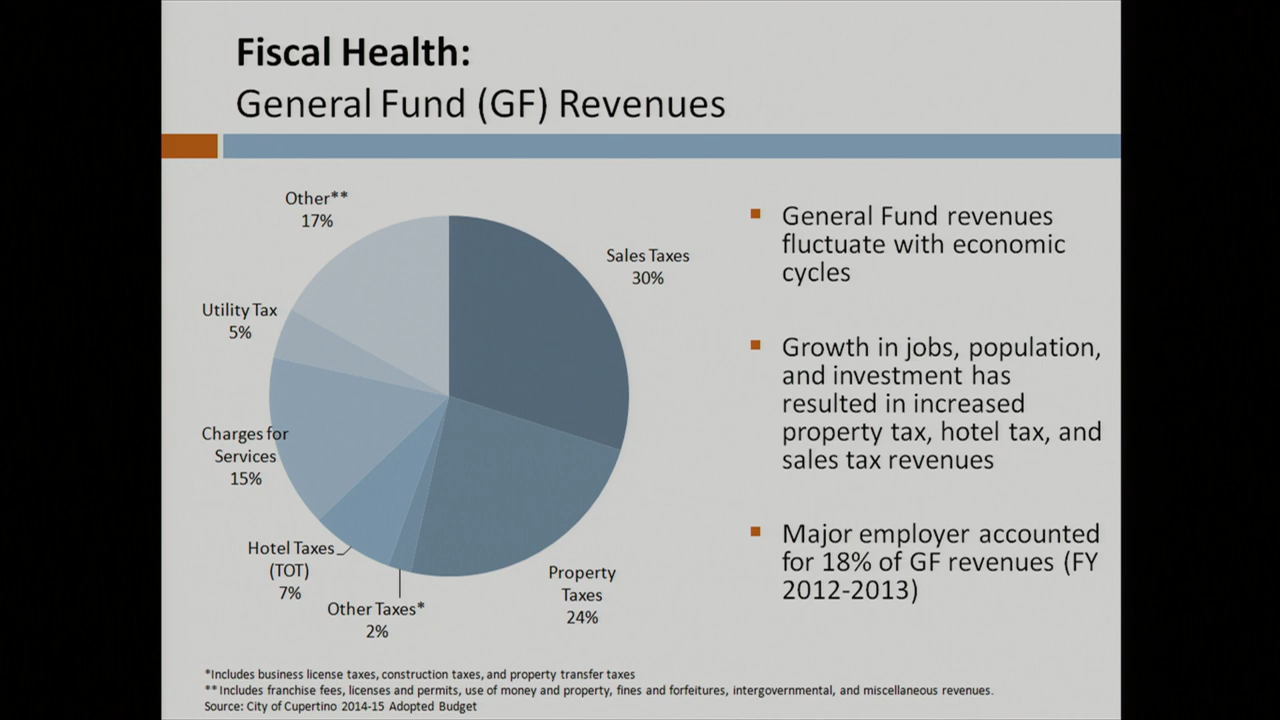 Fiscal Health:
General Fund (GF) Revenues
Other**
17%
Sales Taxes
30%
Utility Tax
5%
Charges for
Services
15%
Hotel Taxes
(TOT)
7%
Other Taxes*
2%
Property
Taxes
24%
General Fund revenues
fluctuate with economic
cycles
Growth in jobs, population,
and investment has
resulted in increased
property tax, hotel tax, and
sales tax revenues
Major employer accounted
for 18% of GF revenues (FY
2012-2013)
*Includes business license taxes, construction taxes, and property transfer taxes
**Includes franchise fees, licenses and permits, use of money and property, fines and forfeitures, intergovernmental, and miscellaneous revenues.
Source: City of Cupertino 2014-15 Adopted Budget